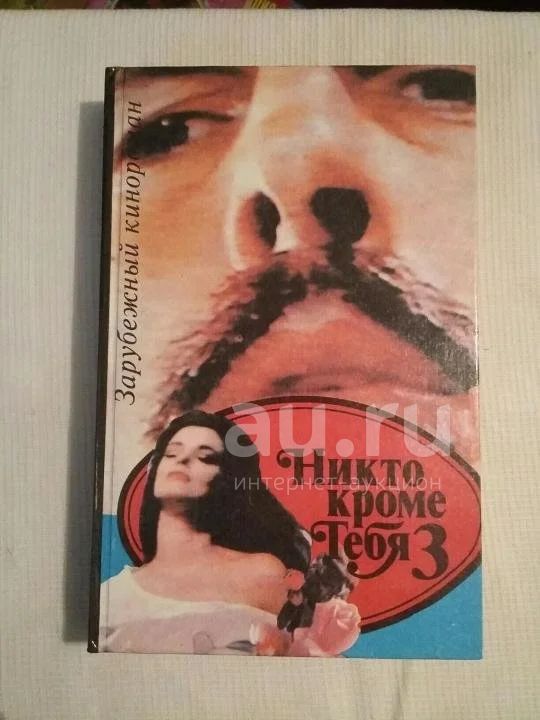 Зарубежный кинороман
au.ru
интернет-аукцион
Никто
кроме
Тебя 3